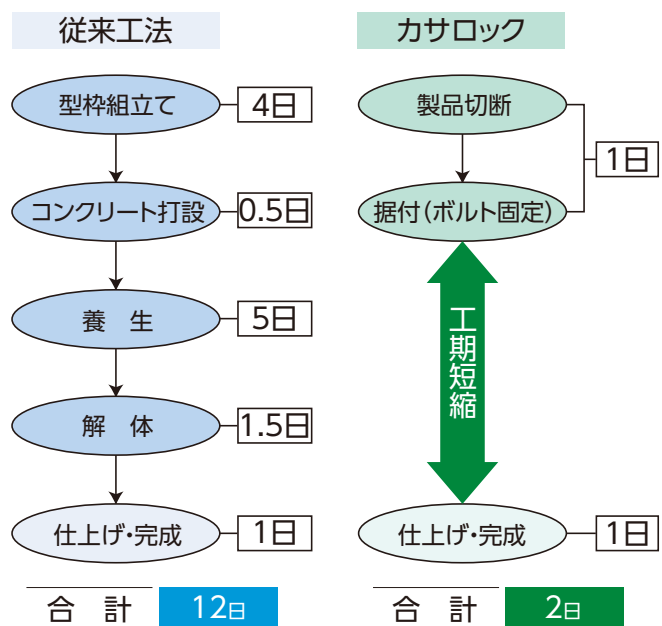 従来工法
型枠組立て
4日
コンクリート打設
0.5日
養　生
5日
解　体
1.5日
仕上げ・完成
1日
合　計
12日
カサロック
製品切断
据付(ボルト固定)
1日
工期短縮
仕上げ・完成
1日
合　計
2日